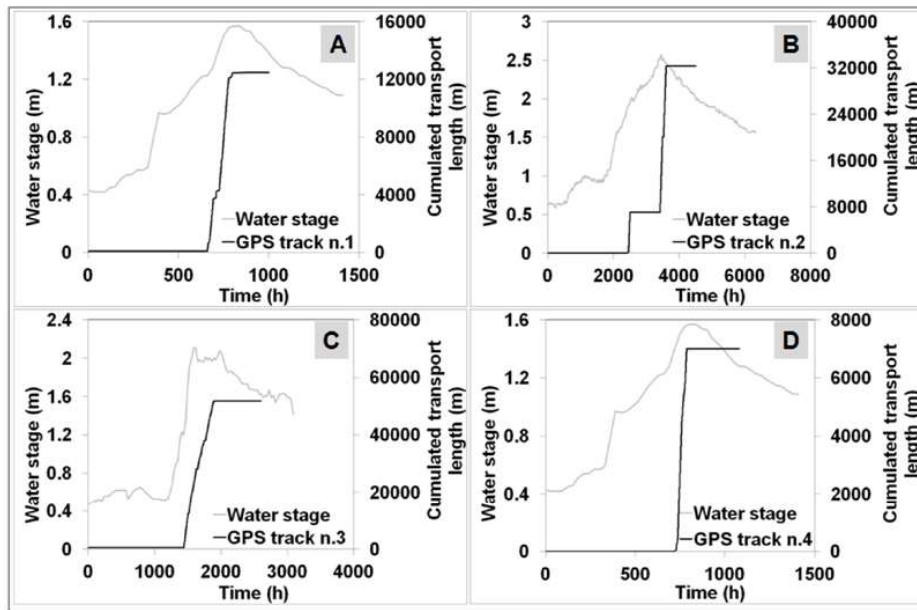 A
Water stage (m)
1.6
1.2
0.8
0.4
0
16000
12000
8000
4000
0
Cumulated transport
length (m)
Water stage
GPS track n.1
0 500 1000 1500
Time (h)
B
Water stage (m)
3
2.5
2
1.5
1
0.5
0
40000
32000
24000
16000
8000
0
Cumulated transport
length (m)
Water stage
GPS track n.2
0 2000 4000 6000 8000
Time (h)
C
Water stage (m)
2.4
2
1.6
1.2
0.8
0.4
0
80000
60000
40000
20000
0
Cumulated transport
length (m)
Water stage
GPS track n.3
0 1000 2000 3000 4000
Time (h)
D
Water stage (m)
1.6
1.2
0.8
0.4
0
8000
6000
4000
2000
0
Cumulated transport
length (m)
Water stage
GPS track n.4
0 500 1000 1500
Time (h)